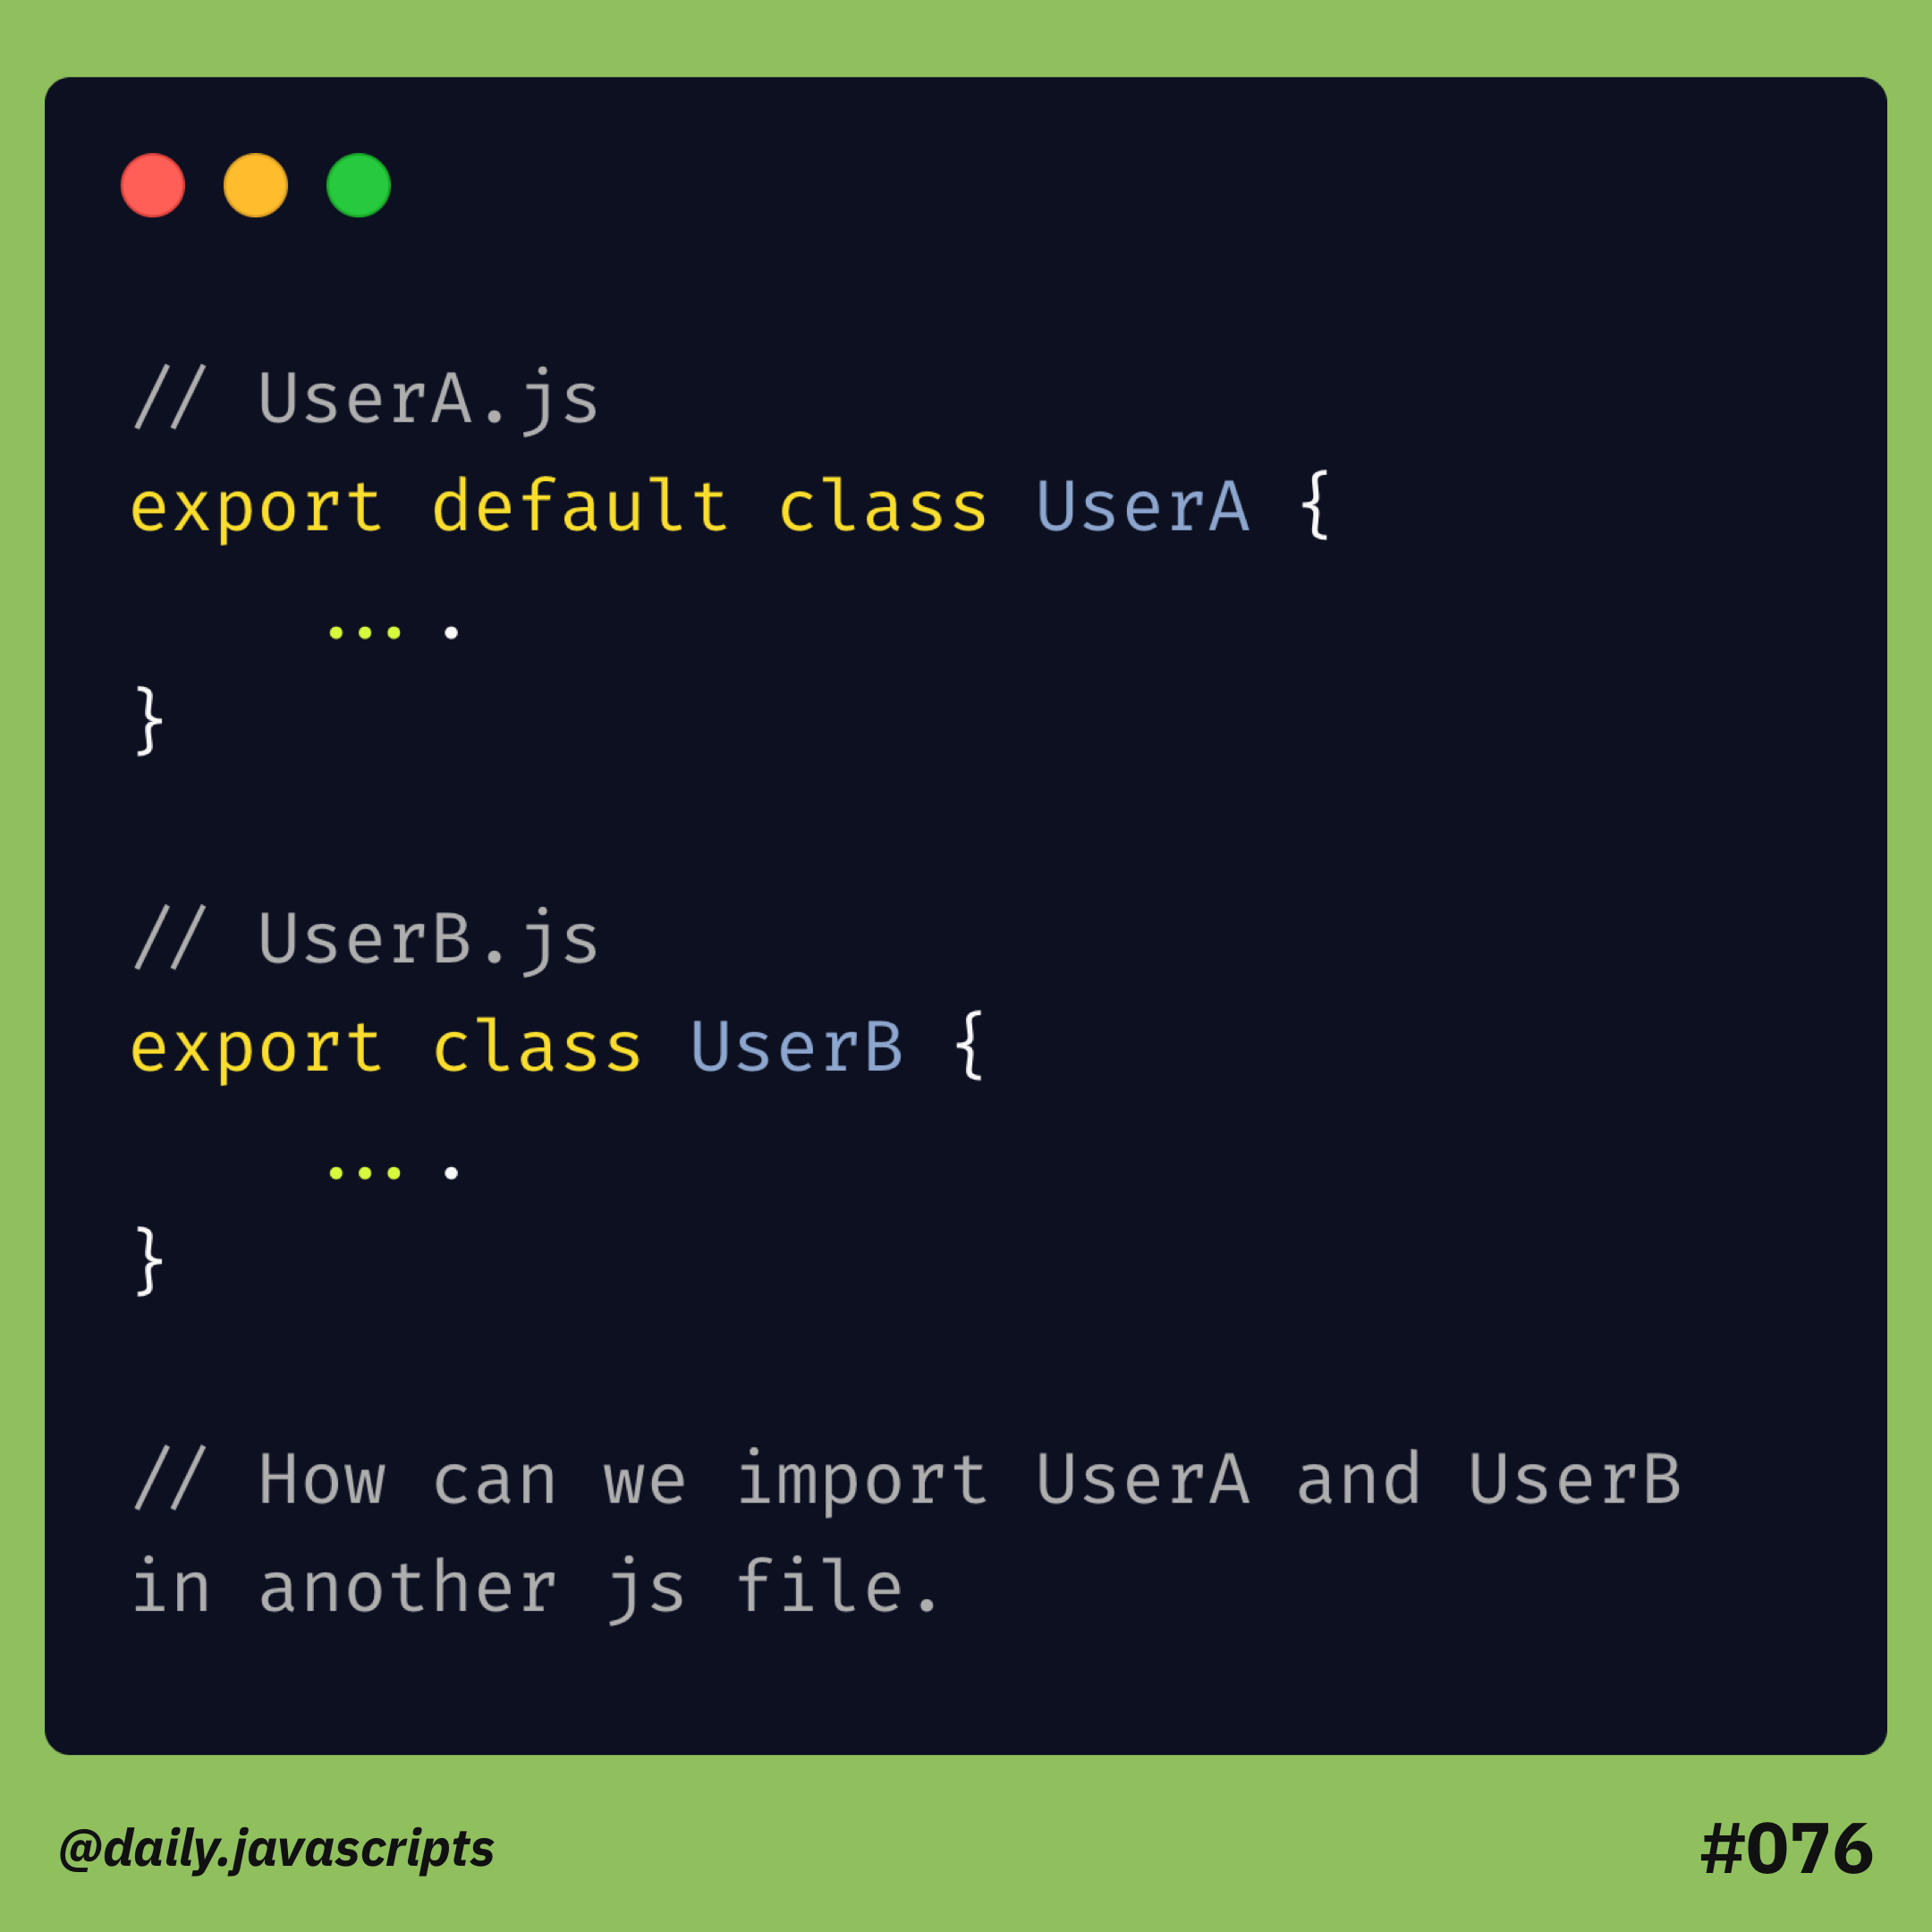 // UserA.js
export default class UserA {
... .
}
// UserB.js
export class UserB {
... .
}
// How can we import UserA and UserB
in another js file.
@daily.javascripts
#076